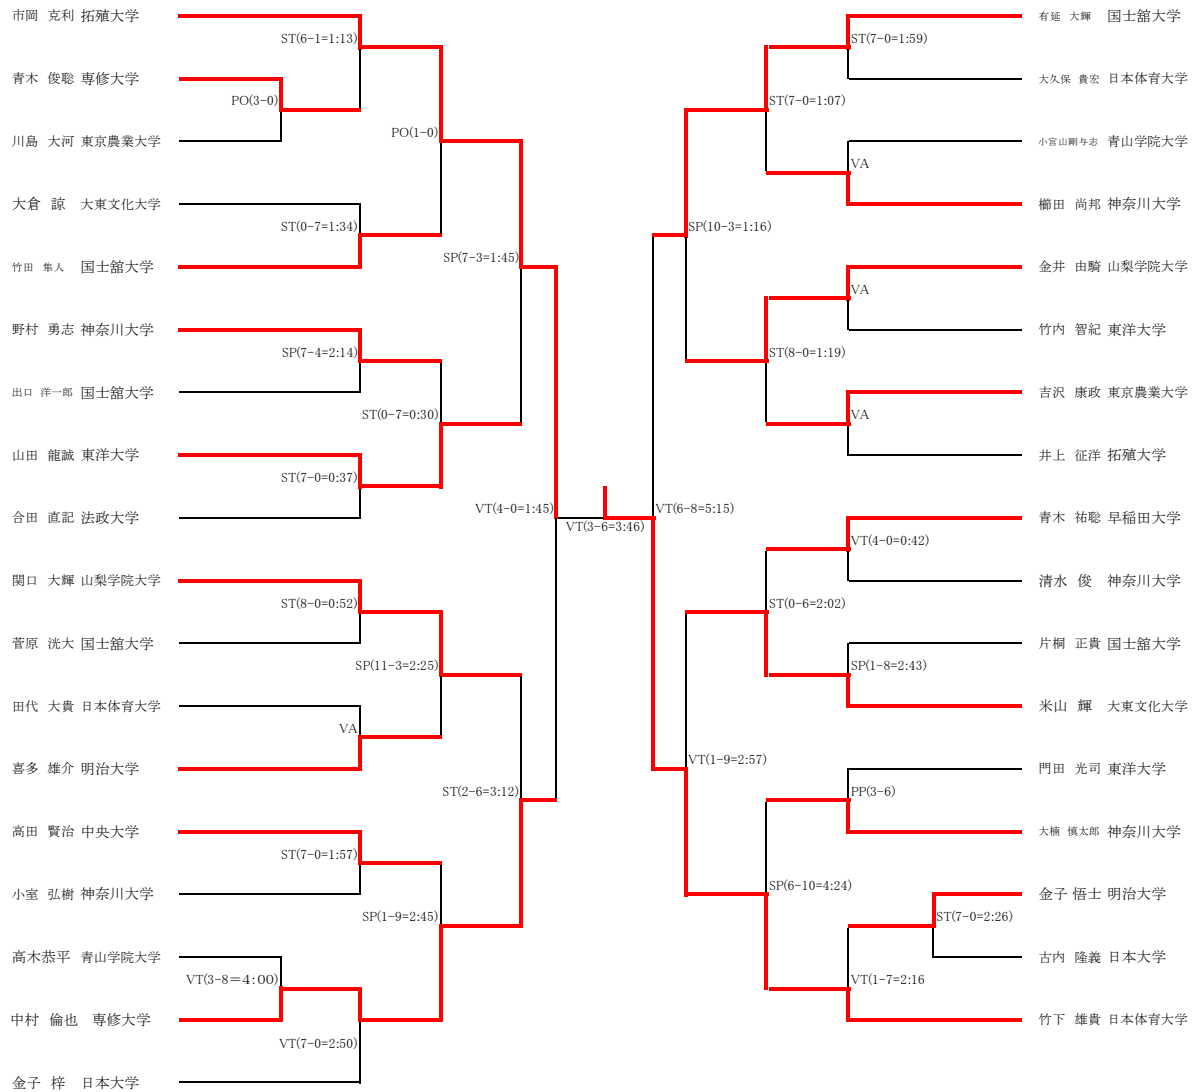 市岡 克利 拓殖大学
ST(6-1=1:13)
青木 俊聡 専修大学
PO(3-0)
川島 大河 東京農業大学
PO(1-0)
大倉 諒 大東文化大学
ST(0-7=1:34)
竹田 隼人 国士舘大学
SP(7-3=1:45)
野村 勇志 神奈川大学
SP(7-4=2:14)
出口 洋一郎 国士舘大学
ST(0-7=0:30)
山田 龍誠 東洋大学
ST(7-0=0:37)
合田 直記 法政大学
VT(4-0=1:45)
関口 大輝 山梨学院大学
ST(8-0=0:52)
菅原 洸大 国士舘大学
SP(11-3=2:25)
田代 大貴 日本体育大学
VA
喜多 雄介 明治大学
ST(2-6=3:12)
高田 賢治 中央大学
ST(7-0=1:57)
小室 弘樹 神奈川大学
SP(1-9=2:45)
高木恭平 青山学院大学
VT(3-8=4:00)
中村 倫也 専修大学
VT(7-0=2:50)
金子 梓 日本大学
VT(3-6=3:46)
有延 大輝 国士舘大学
ST(7-0=1:59)
大久保 貴宏 日本体育大学
ST(7-0=1:07)
小宮山剛与志 青山学院大学
VA
櫛田 尚邦 神奈川大学
SP(10-3=1:16)
金井 由騎 山梨学院大学
VA
竹内 智紀 東洋大学
ST(8-0=1:19)
吉沢 康政 東京農業大学
VA
井上 征洋 拓殖大学
VT(6-8=5:15)
青木 祐聡 早稲田大学
VT(4-0=0:42)
清水 俊 神奈川大学
ST(0-6=2:02)
片桐 正貴 国士舘大学
SP(1-8=2:43)
米山 輝 大東文化大学
VT(1-9=2:57)
門田 光司 東洋大学
PP(3-6)
大楠 慎太郎 神奈川大学
SP(6-10=4:24)
金子 悟士 明治大学
ST(7-0=2:26)
古内 隆義 日本大学
VT(1-7=2:16
竹下 雄貴 日本体育大学